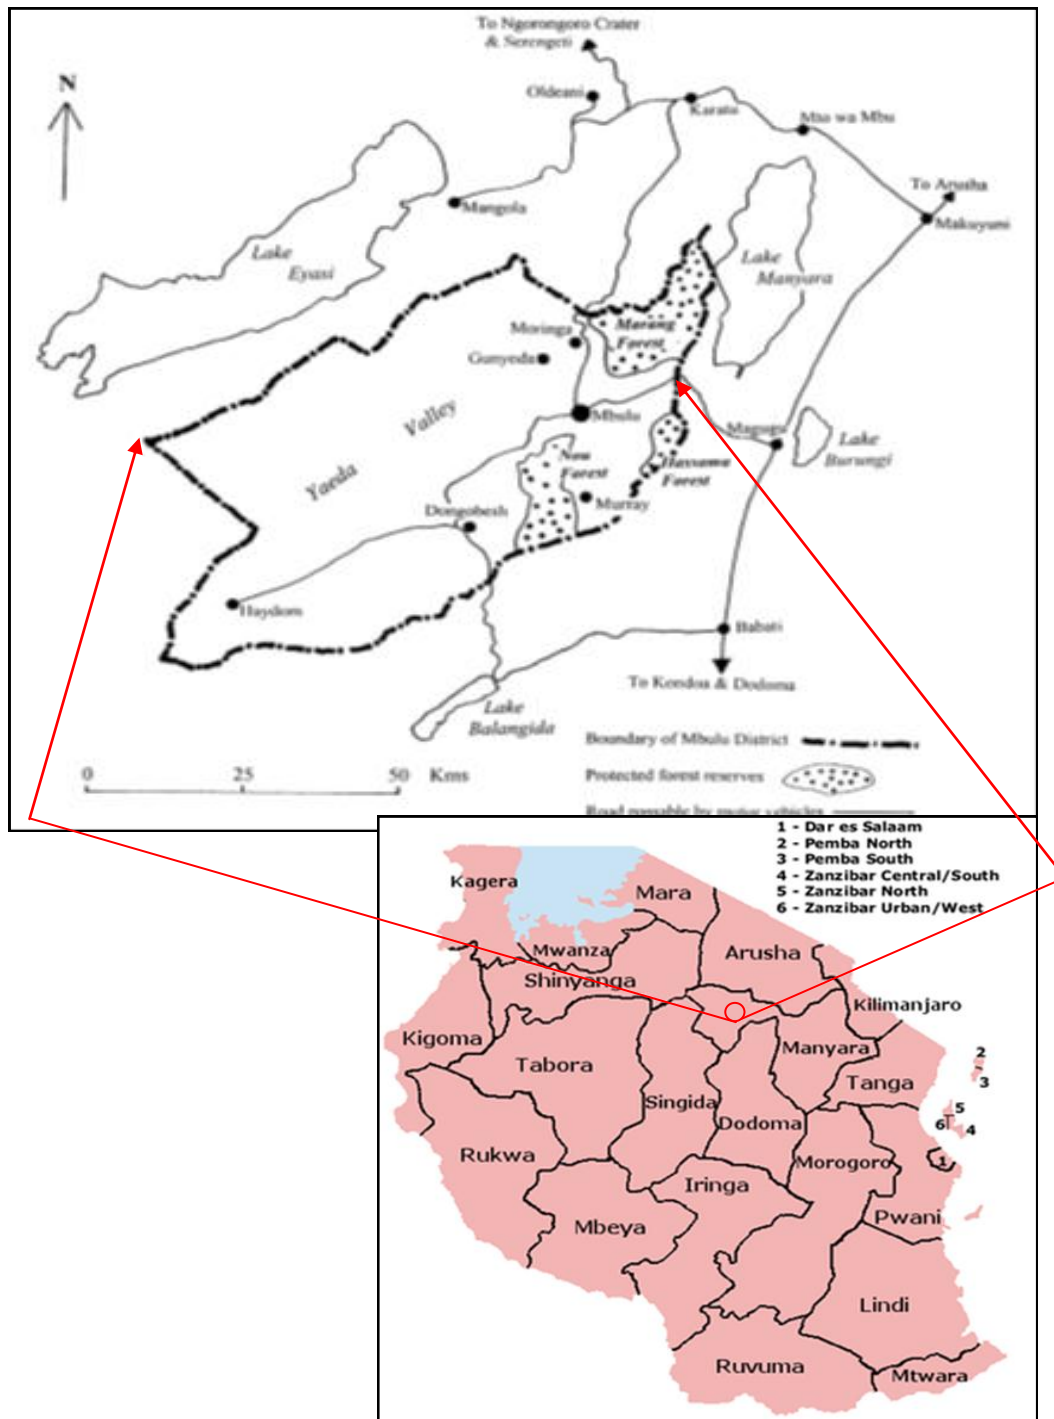 To Ngorongoro Crater
& Serengeti
N
Oldeani
Karatu
Mto wa Mbu
To Arusha
Makuyuni
Mangola
Lake
Eyasi
Lake
Manyara
Moringa
Marang
Forest
Gunyeda
Mbulu
Valley
Yaeda
Magugu
Lake
Burungi
Nou
Forest
Hassama
Forest
Murray
Dongobesh
Haydom
Babati
To Kondoa & Dodoma
Lake
Balangida
Boundary of Mbulu District
Protected forest reserves
Road passable by motor vehicles
0 25 50 Kms
1 - Dar es Salaam
2 - Pemba North
3 - Pemba South
4 - Zanzibar Central/South
5 - Zanzibar North
6 - Zanzibar Urban/West
Kagera
Mara
Mwanza
Arusha
Shinyanga
Kilimanjaro
Kigoma
Manyara
Tabora
Tanga
2
3
Singida
Dodoma
5
6
4
Rukwa
Morogoro
1
Iringa
Pwani
Mbeya
Lindi
Ruvuma
Mtwara